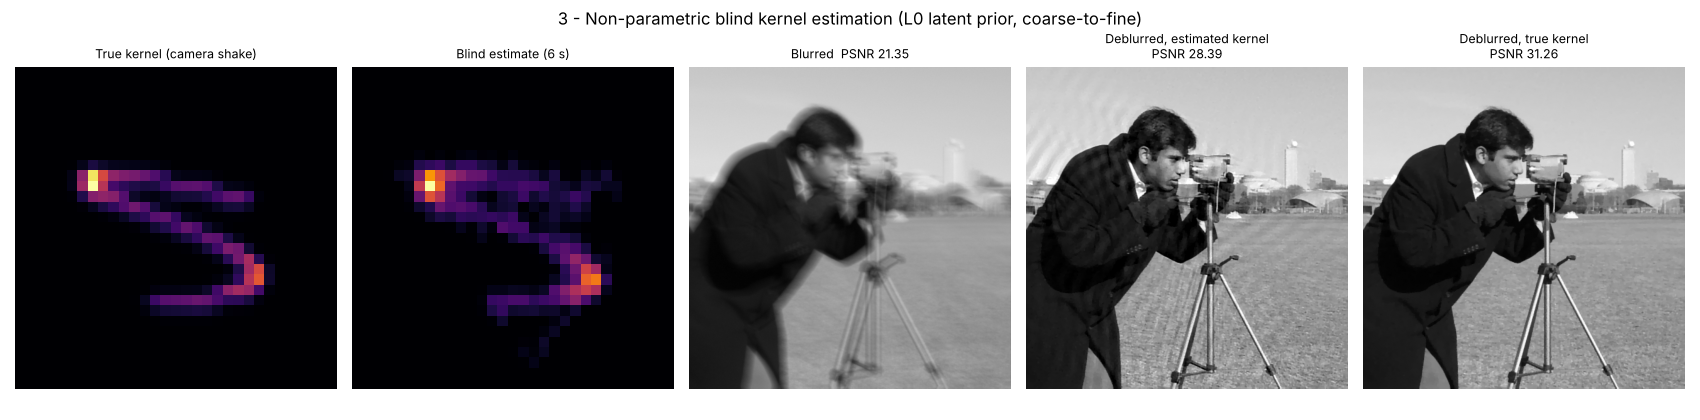 3 - Non-parametric blind kernel estimation (L0 latent prior, coarse-to-fine)
True kernel (camera shake)
Blind estimate (6 s)
Blurred  PSNR 21.35
Deblurred, estimated kernel
PSNR 28.39
Deblurred, true kernel
PSNR 31.26